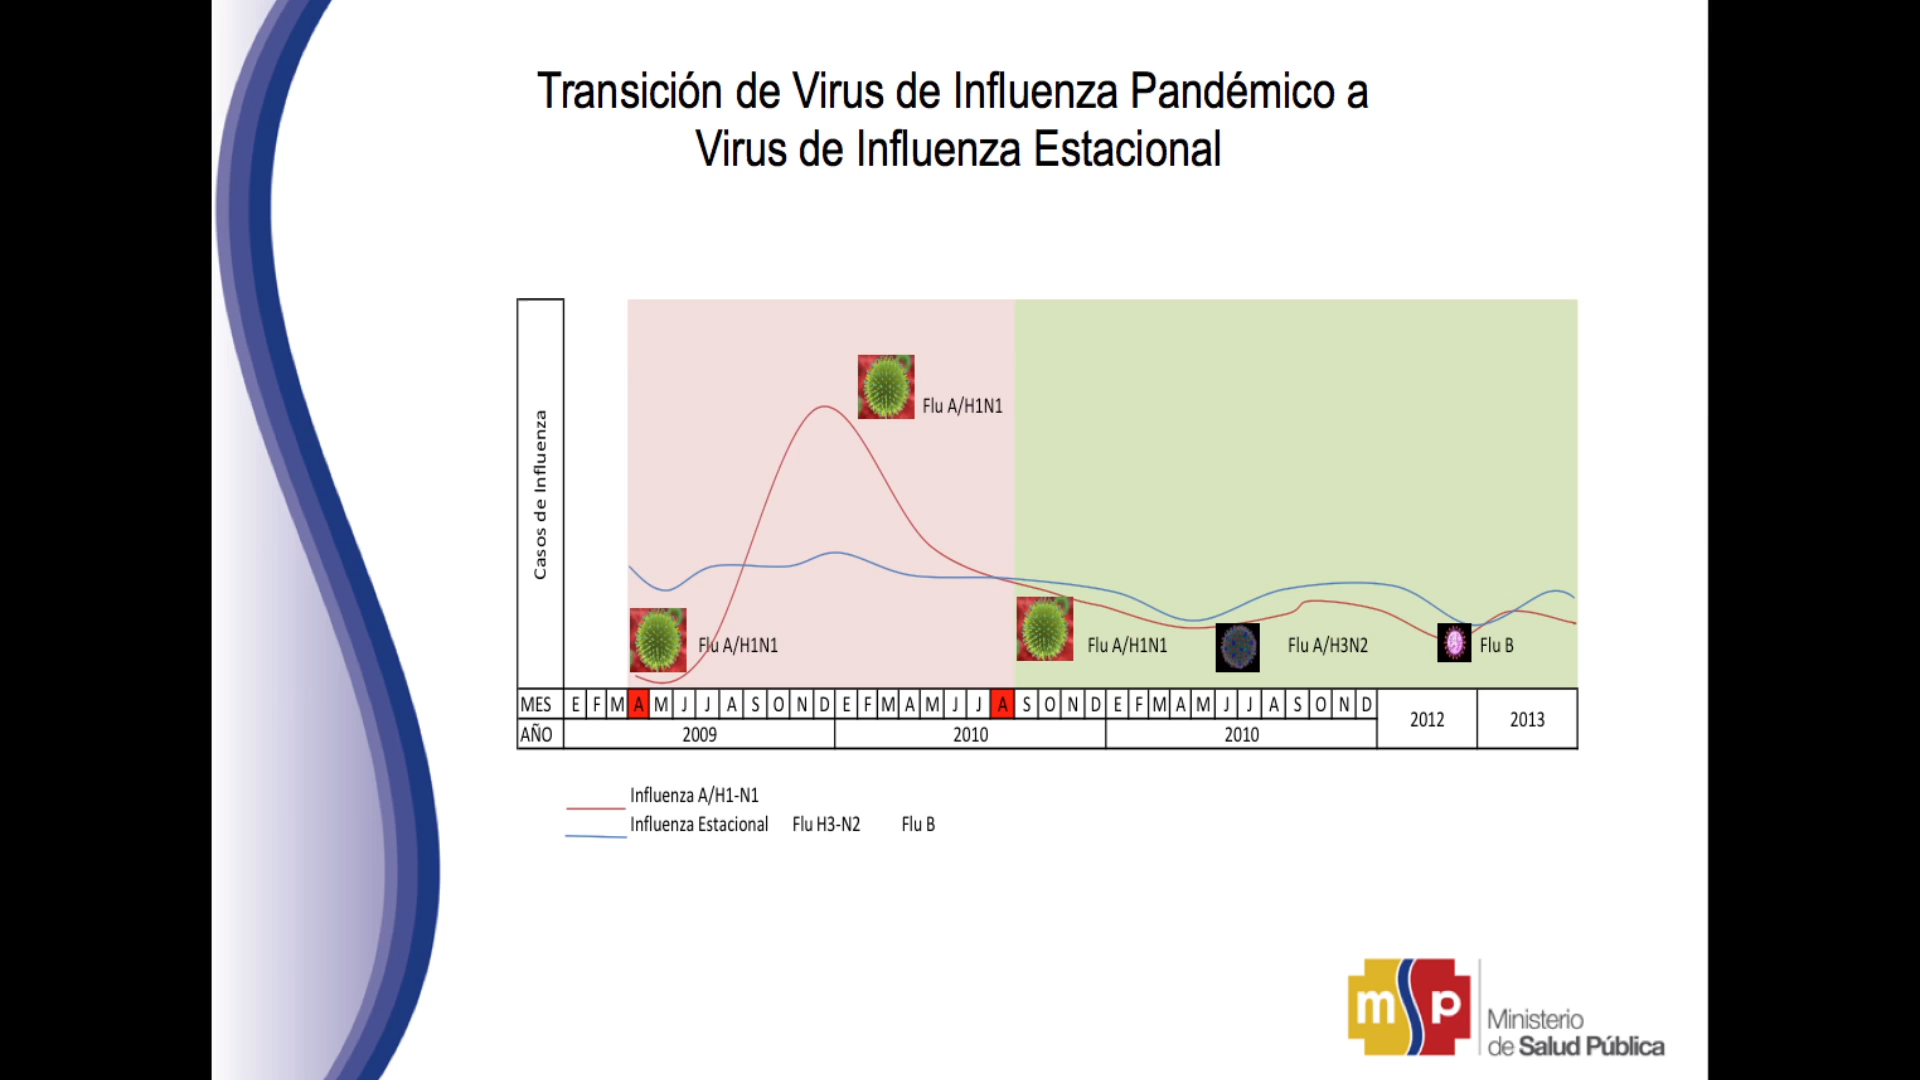 Transición de Virus de Influenza Pandémico a
Virus de Influenza Estacional
Casos de Influenza
Flu A/H1N1
Flu A/H1N1
Flu A/H1N1
Flu A/H3N2
Flu B
MES E F M A M J J A S O N D E F M A M J J A S O N D E F M A M J J A S O N D 2012 2013
AÑO 2009 2010 2010
Influenza A/H1-N1
Influenza Estacional Flu H3-N2 Flu B
msp
Ministerio
de Salud Pública